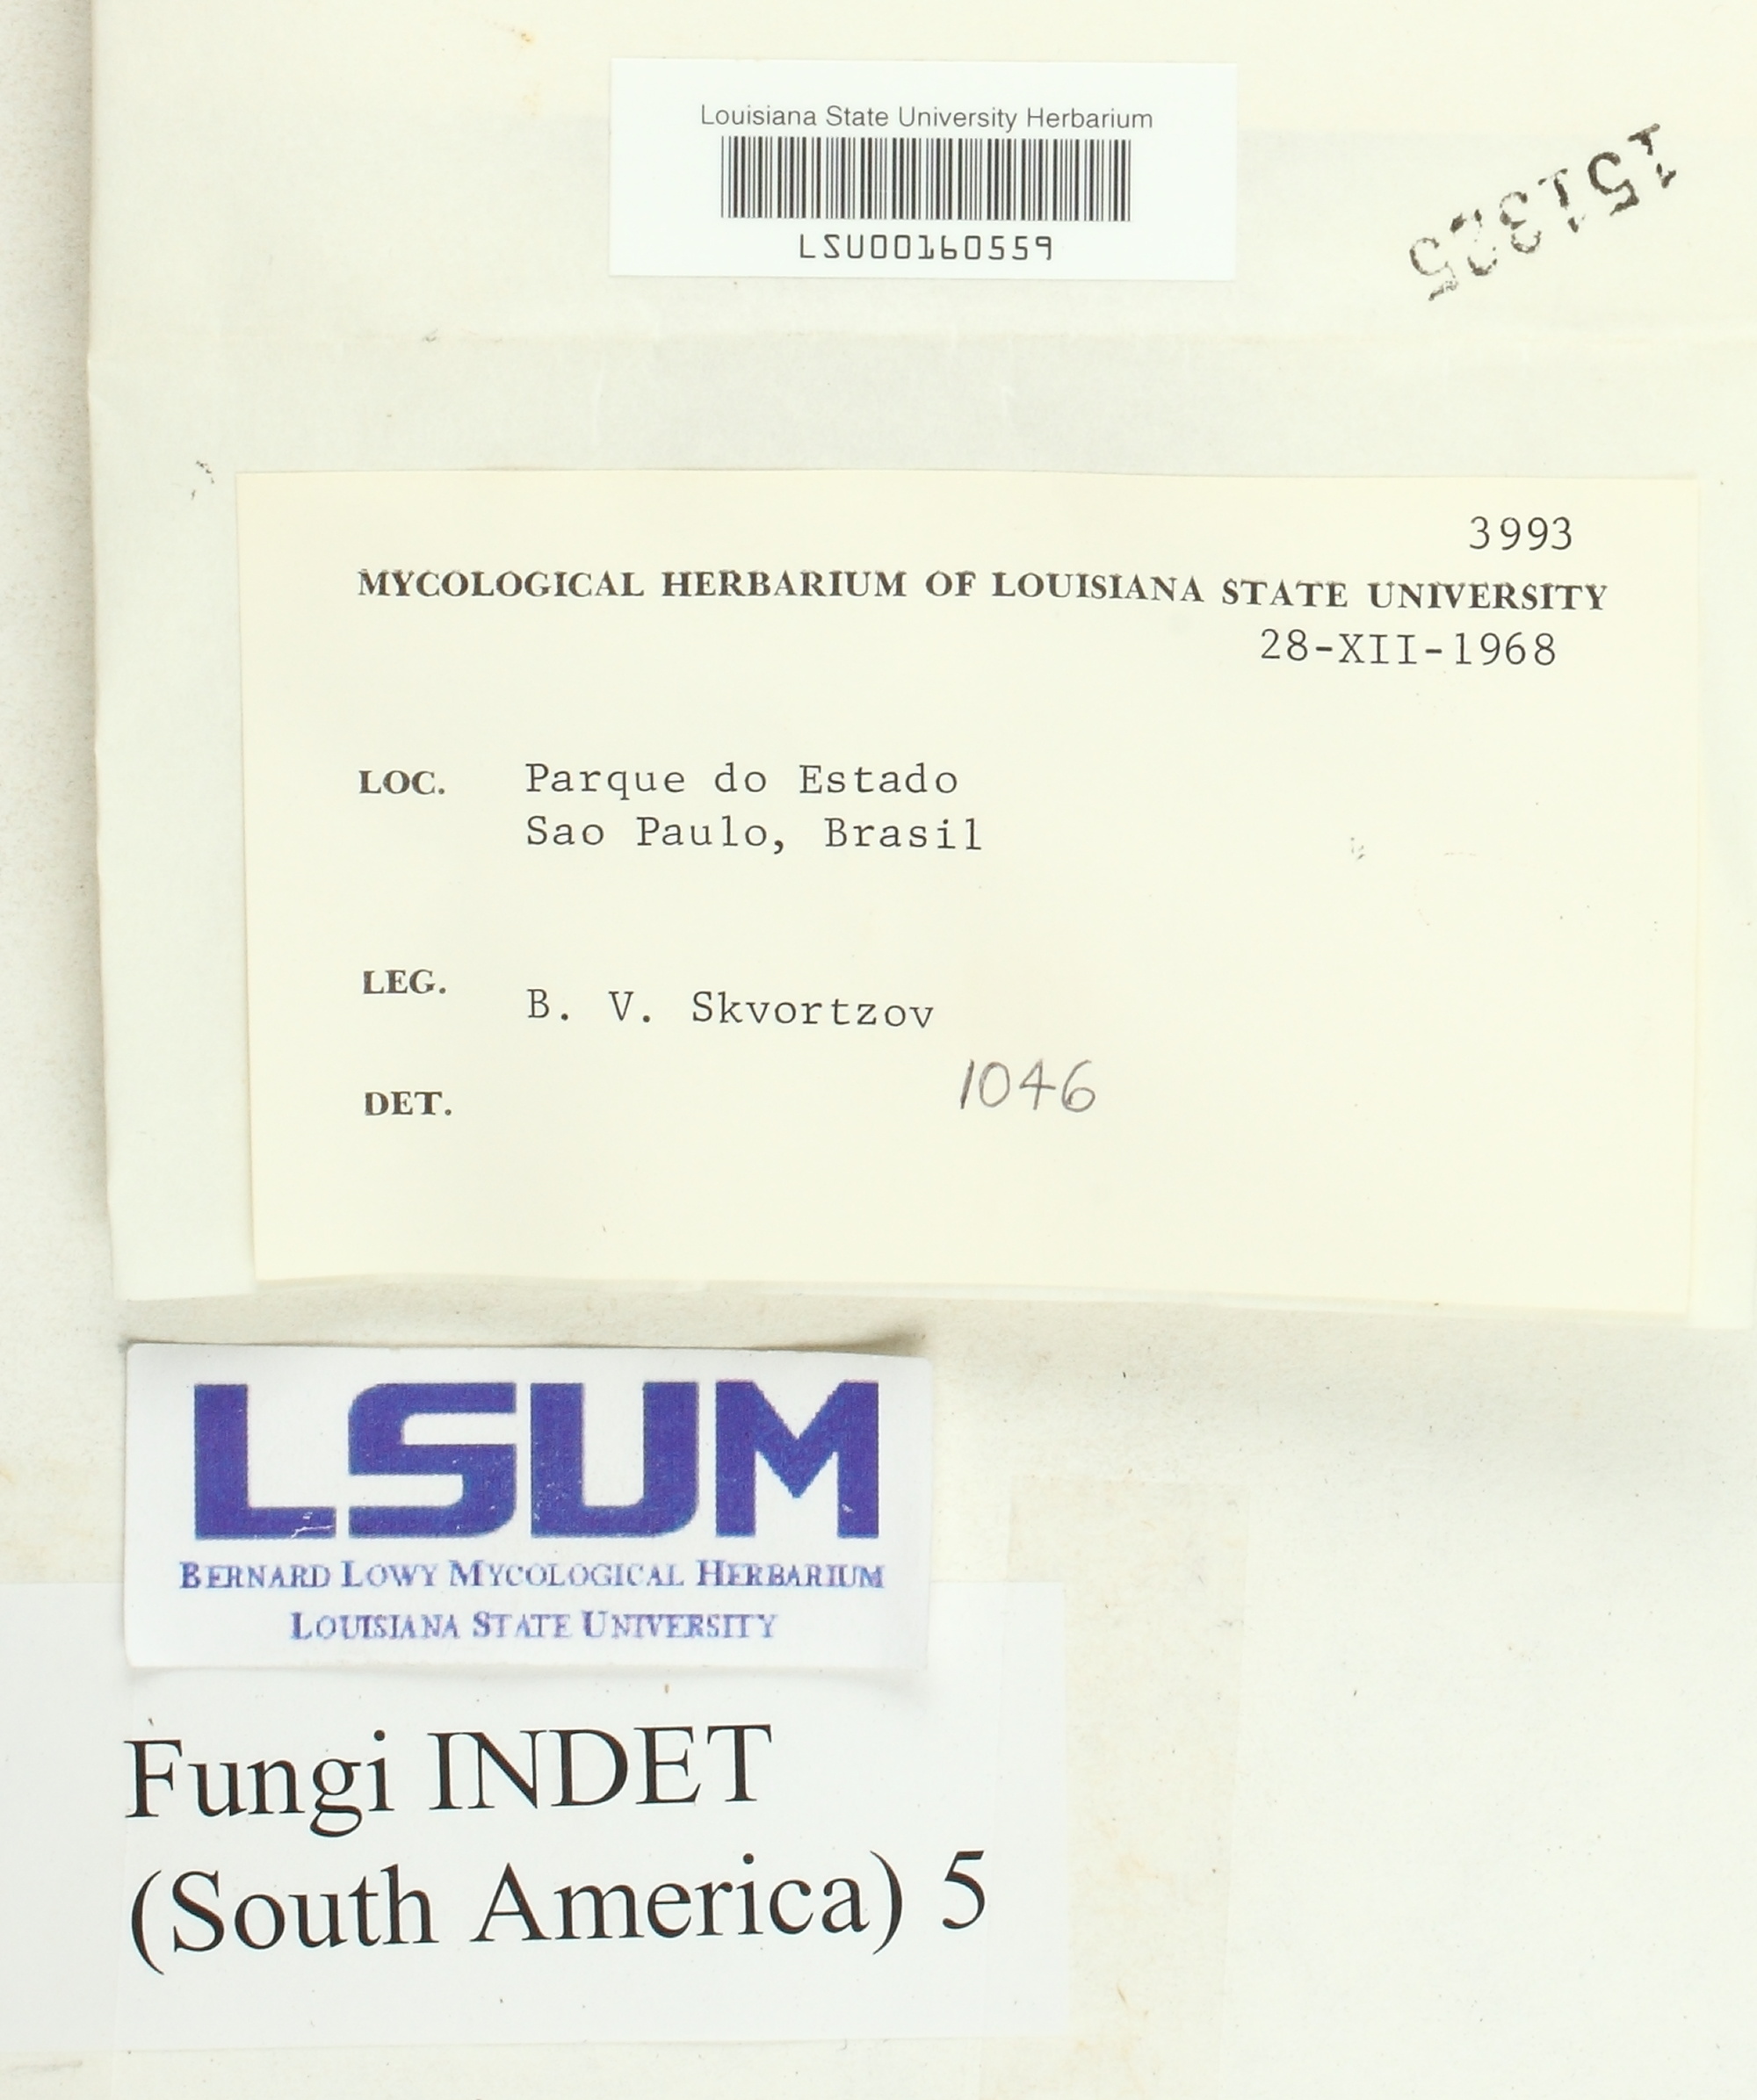 Louisiana State University Herbarium
LSU00160559
151325
3993
MYCOLOGICAL HERBARIUM OF LOUISIANA STATE UNIVERSITY
28-XII-1968
LOC. Parque do Estado
Sao Paulo, Brasil
LEG. B. V. Skvortzov
1046
DET.
LSUM
BERNARD LOWY MYCOLOGICAL HERBARIUM
LOUISIANA STATE UNIVERSITY
Fungi INDET
(South America) 5